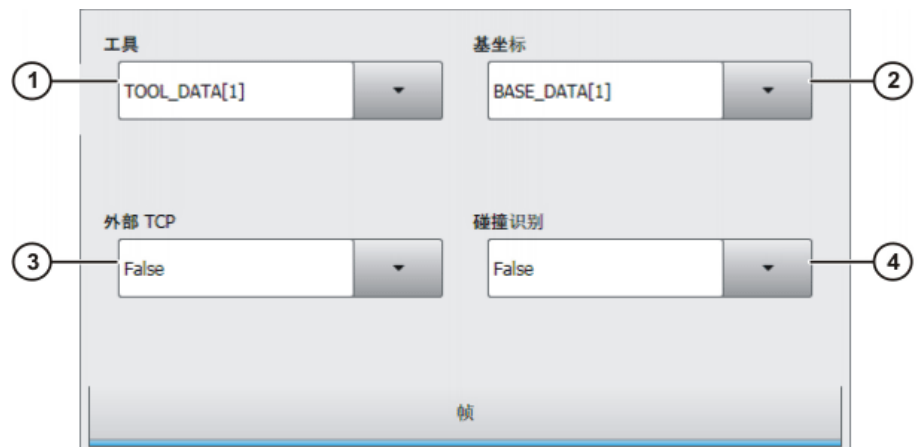 工具 基坐标
1 TOOL_DATA[1] BASE_DATA[1] 2
外部 TCP 碰撞识别
3 False False 4
帧